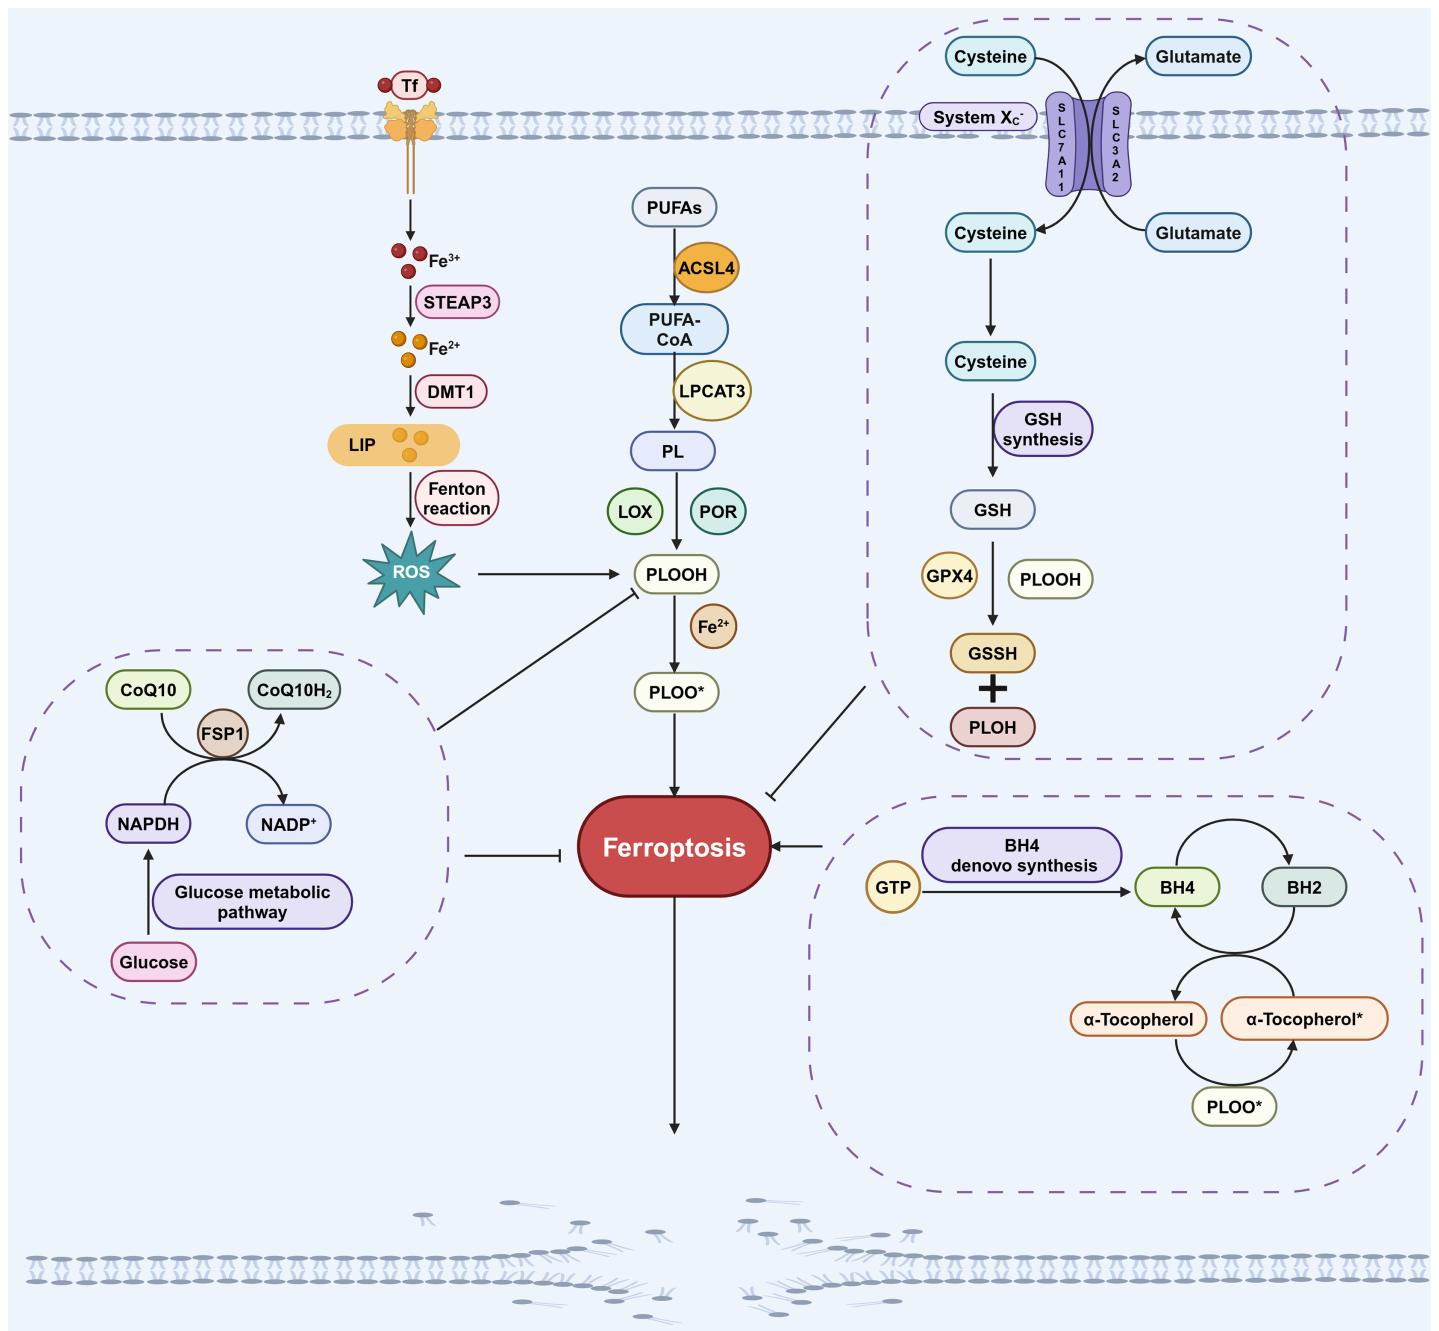 Tf
Fe³⁺
STEAP3
Fe²⁺
DMT1
LIP
Fenton
reaction
ROS
PUFAs
ACSL4
PUFA-
CoA
LPCAT3
PL
LOX
POR
PLOOH
Fe²⁺
PLOO*
Ferroptosis
Cysteine
Glutamate
System X_C⁻
SLC7A11
SLC3A2
Cysteine
Glutamate
Cysteine
GSH
synthesis
GSH
GPX4
PLOOH
GSSH
+
PLOH
CoQ10
CoQ10H₂
FSP1
NAPDH
NADP⁺
Glucose metabolic
pathway
Glucose
BH4
denovo synthesis
GTP
BH4
BH2
α-Tocopherol
α-Tocopherol*
PLOO*